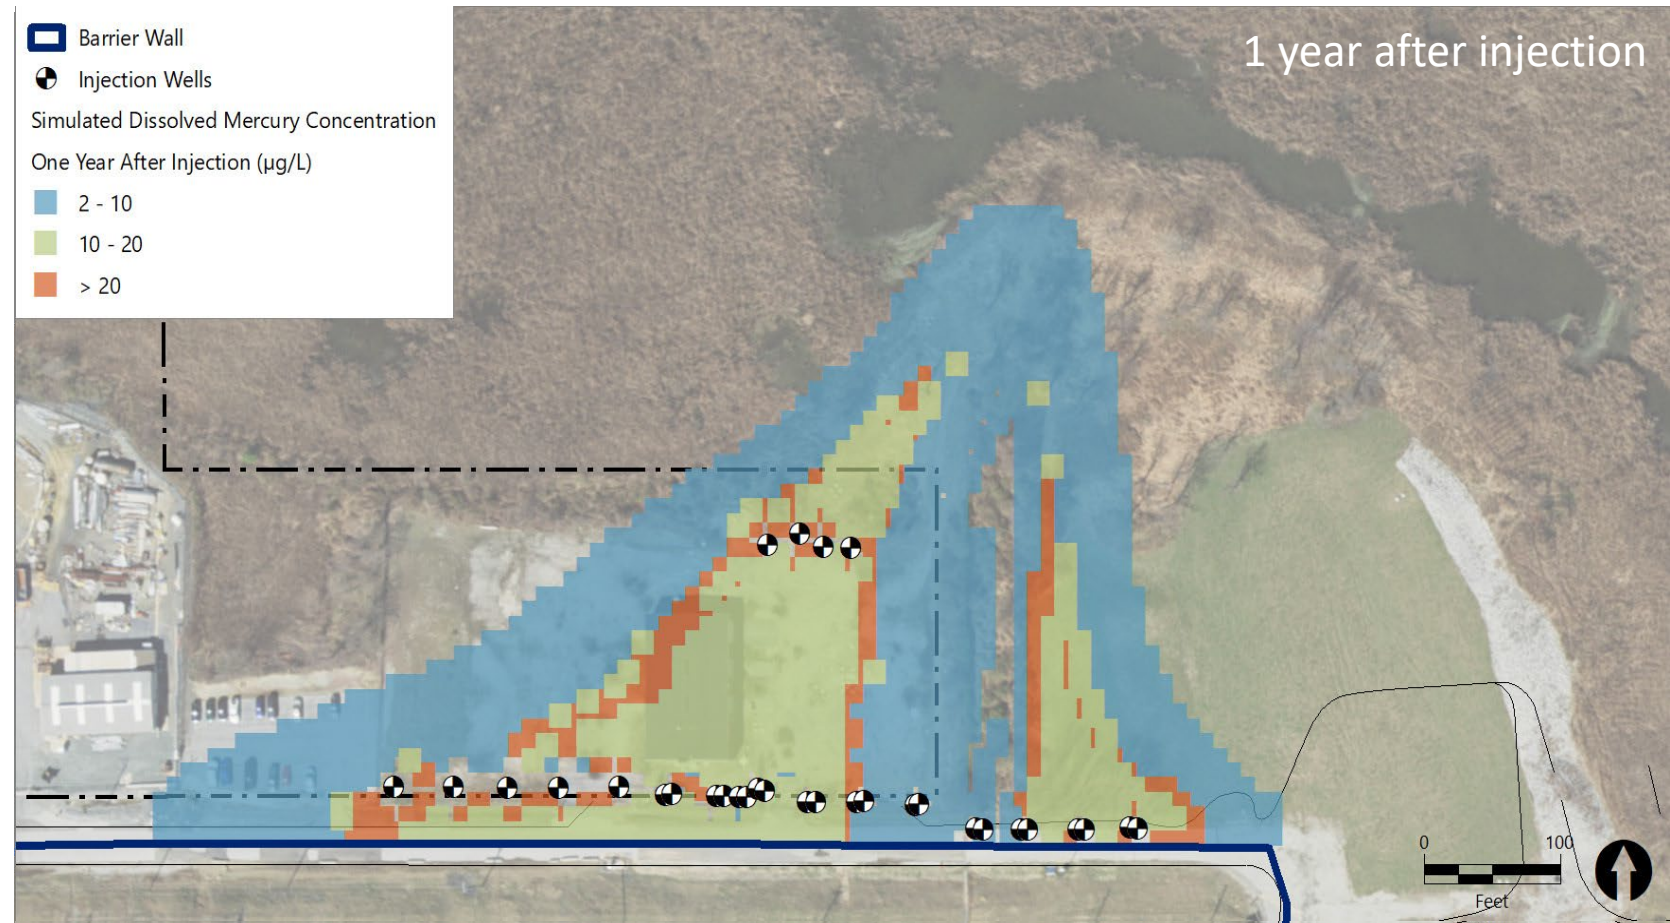 Barrier Wall
Injection Wells
Simulated Dissolved Mercury Concentration
One Year After Injection (µg/L)
2 - 10
10 - 20
> 20
1 year after injection
0 100
Feet